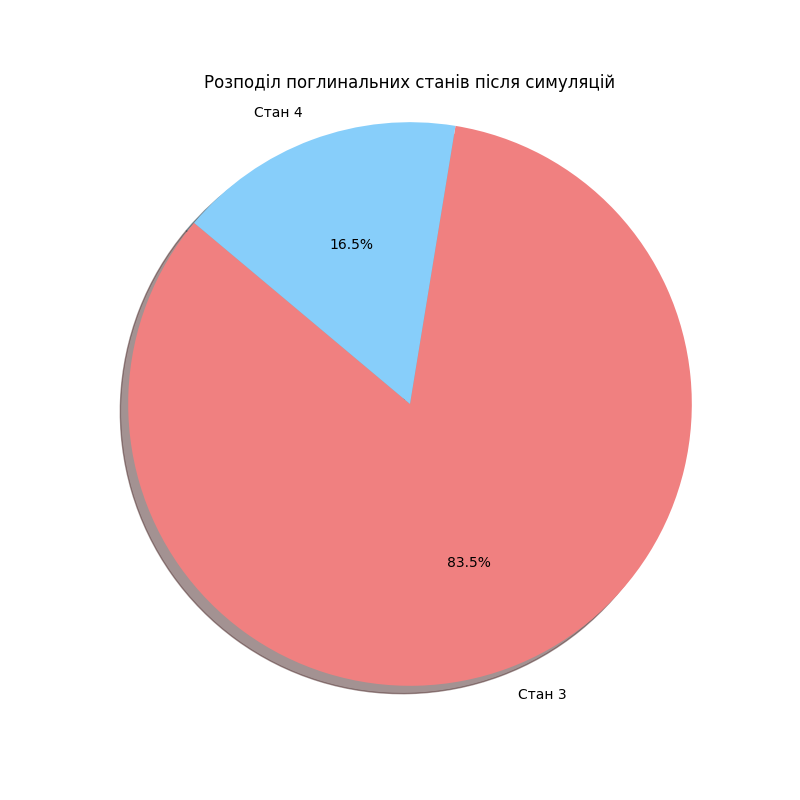 Розподіл поглинальних станів після симуляцій
Стан 4
16.5%
83.5%
Стан 3